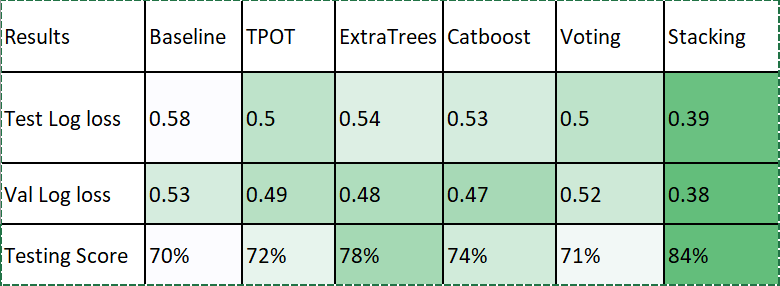 Results Baseline TPOT ExtraTrees Catboost Voting Stacking
Test Log loss 0.58 0.5 0.54 0.53 0.5 0.39
Val Log loss 0.53 0.49 0.48 0.47 0.52 0.38
Testing Score 70% 72% 78% 74% 71% 84%